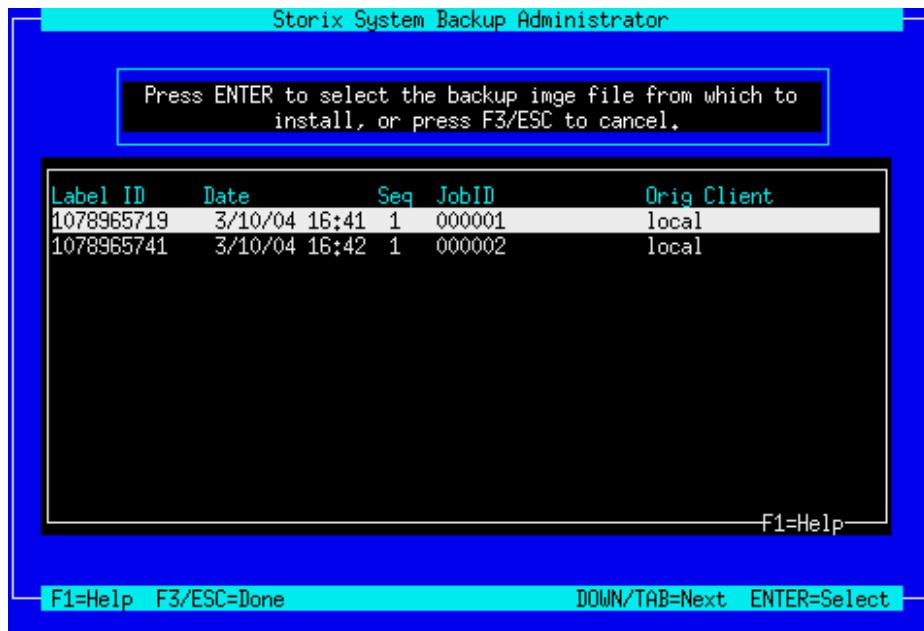 Storix System Backup Administrator
Press ENTER to select the backup imge file from which to
install, or press F3/ESC to cancel.
Label ID Date Seq JobID Orig Client
1078965719 3/10/04 16:41 1 000001 local
1078965741 3/10/04 16:42 1 000002 local
F1=Help
F1=Help F3/ESC=Done DOWN/TAB=Next ENTER=Select